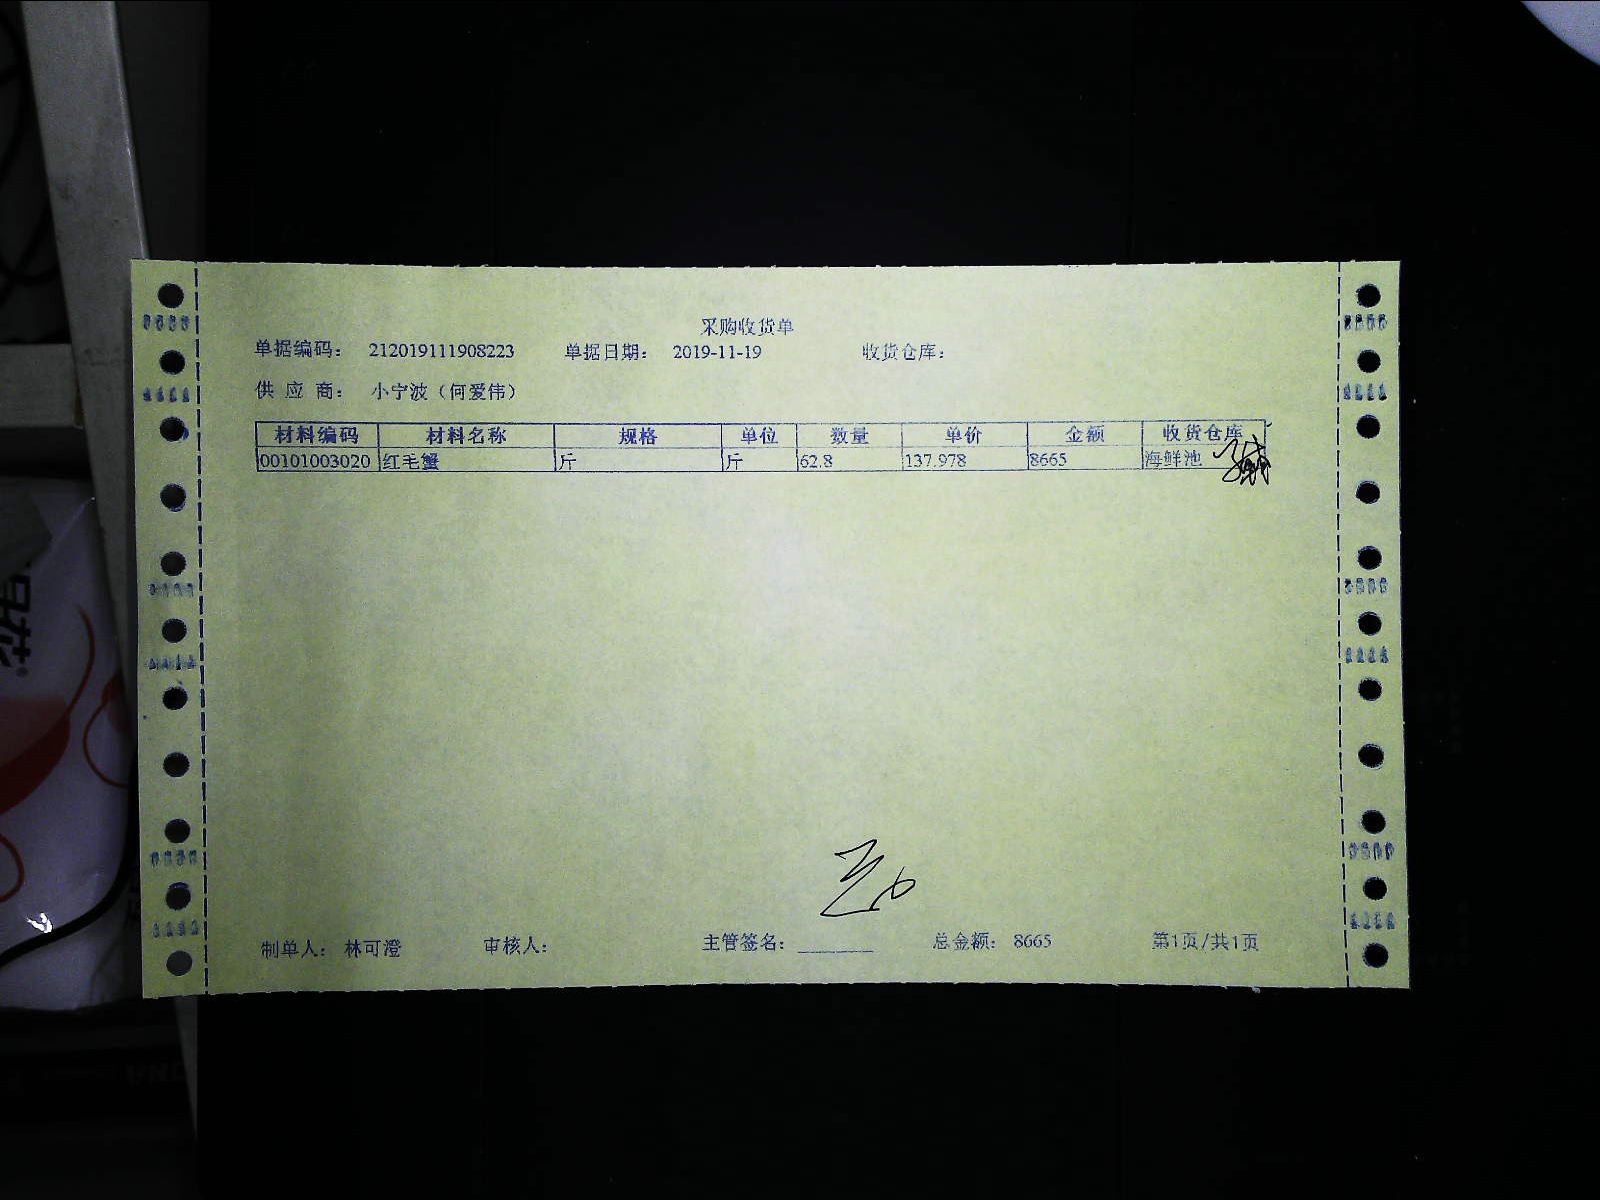 采购收货单
单据编码： 212019111908223 单据日期： 2019-11-19 收货仓库：
供 应 商： 小宁波（何爱伟）
材料编码 材料名称 规格 单位 数量 单价 金额 收货仓库
00101003020 红毛蟹 斤 斤 62.8 137.978 8665 海鲜池
制单人： 林可澄 审核人： 主管签名： ________ 总金额： 8665 第1页/共1页